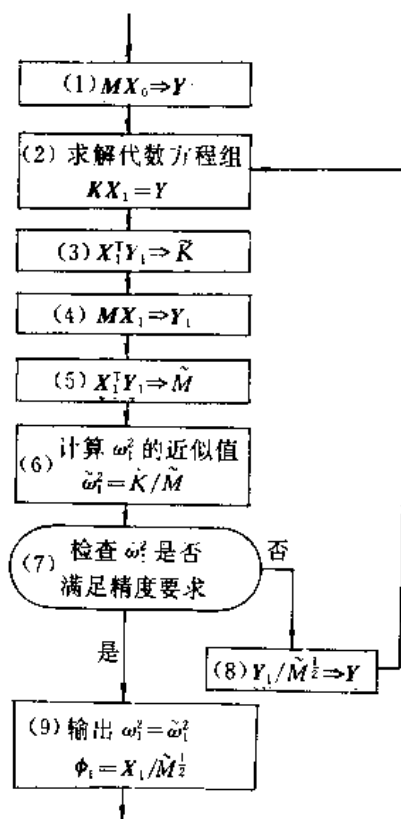 (1) MX₀⇒Y
(2) 求解代数方程组
KX₁=Y
(3) X₁ᵀY₁⇒K̃
(4) MX₁⇒Y₁
(5) X₁ᵀY₁⇒M̃
(6) 计算 ω₁² 的近似值
ω̃₁²=K̃/M̃
(7) 检查 ω̃₁² 是否
满足精度要求
否
是
(8) Y₁/M̃^½⇒Y
(9) 输出 ω₁²=ω̃₁²
ϕ₁=X₁/M̃^½